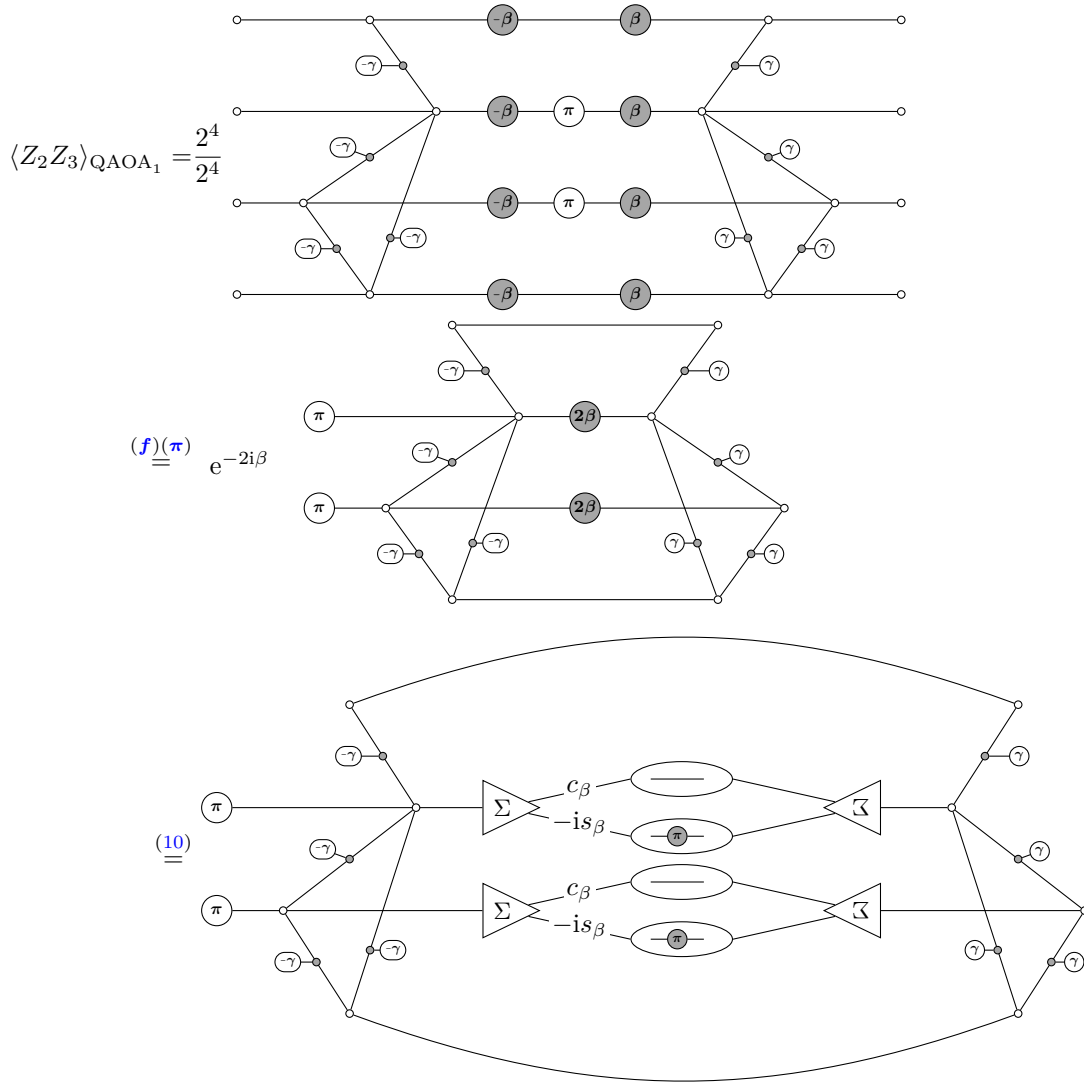 -β β
-γ γ
-β π β
⟨Z₂Z₃⟩QAOA₁ = 2⁴/2⁴
-γ γ
-β π β
-γ -γ γ γ
-β β
-γ γ
π 2β
(f)(π) = e^{-2iβ}
-γ γ
π 2β
-γ -γ γ γ
-γ γ
π Σ c_β Σ
-is_β π
(10) =
-γ γ
π Σ c_β Σ
-is_β π
-γ -γ γ γ